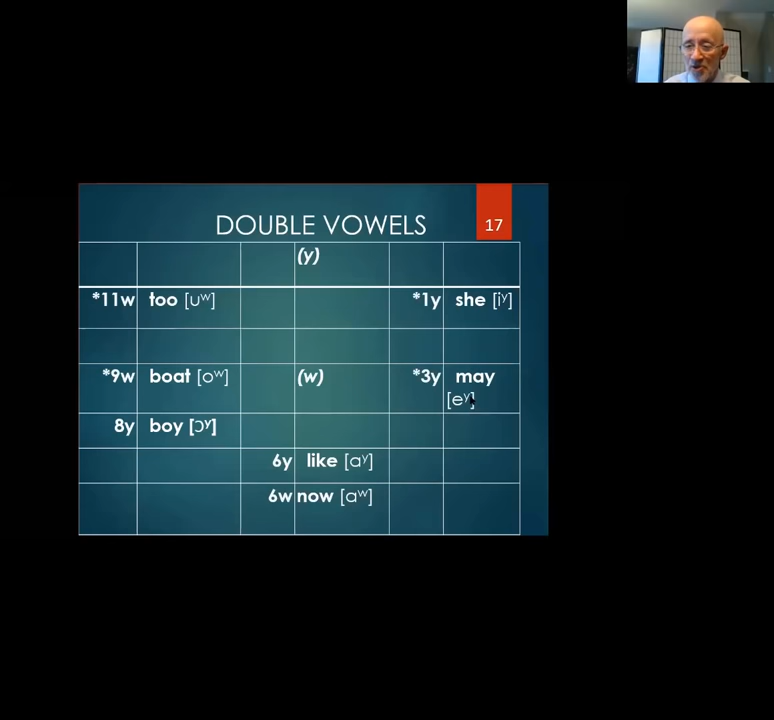 DOUBLE VOWELS
17
(y)
*11w too [uʷ] *1y she [iʸ]
*9w boat [oʷ] (w) *3y may
[eʸ]
8y boy [ɔʸ]
6y like [aʸ]
6w now [aʷ]